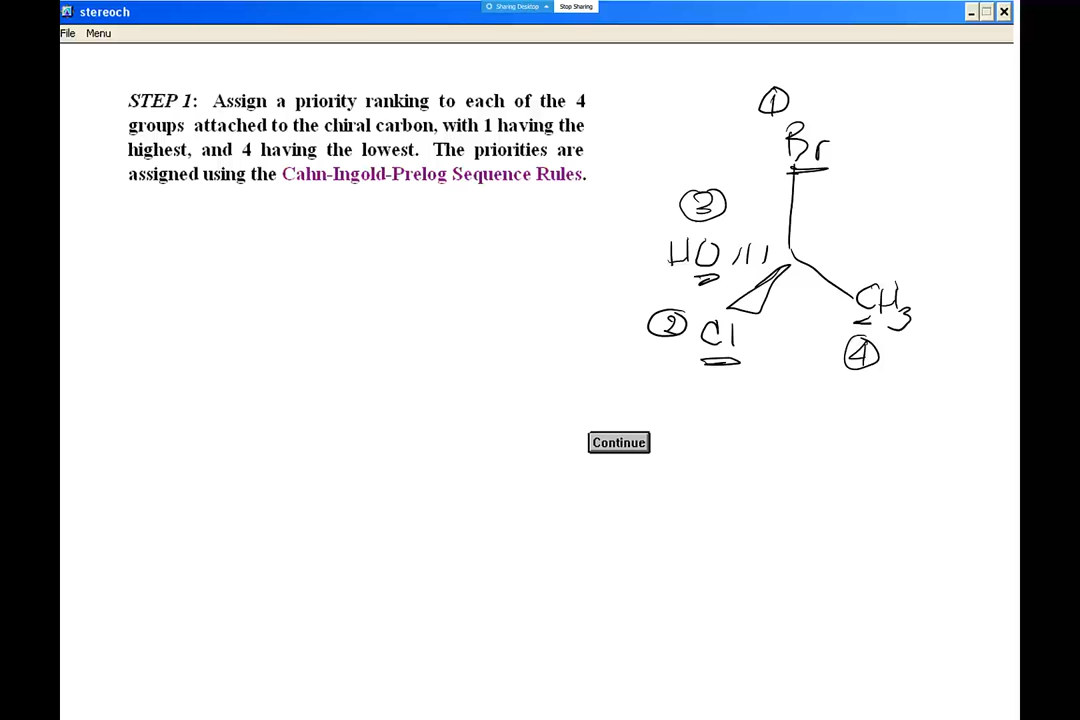 stereoch
Sharing Desktop
Stop Sharing
File Menu
STEP 1: Assign a priority ranking to each of the 4
groups attached to the chiral carbon, with 1 having the
highest, and 4 having the lowest. The priorities are
assigned using the Cahn-Ingold-Prelog Sequence Rules.
1
Br
3
HO
CH3
2 Cl
4
Continue